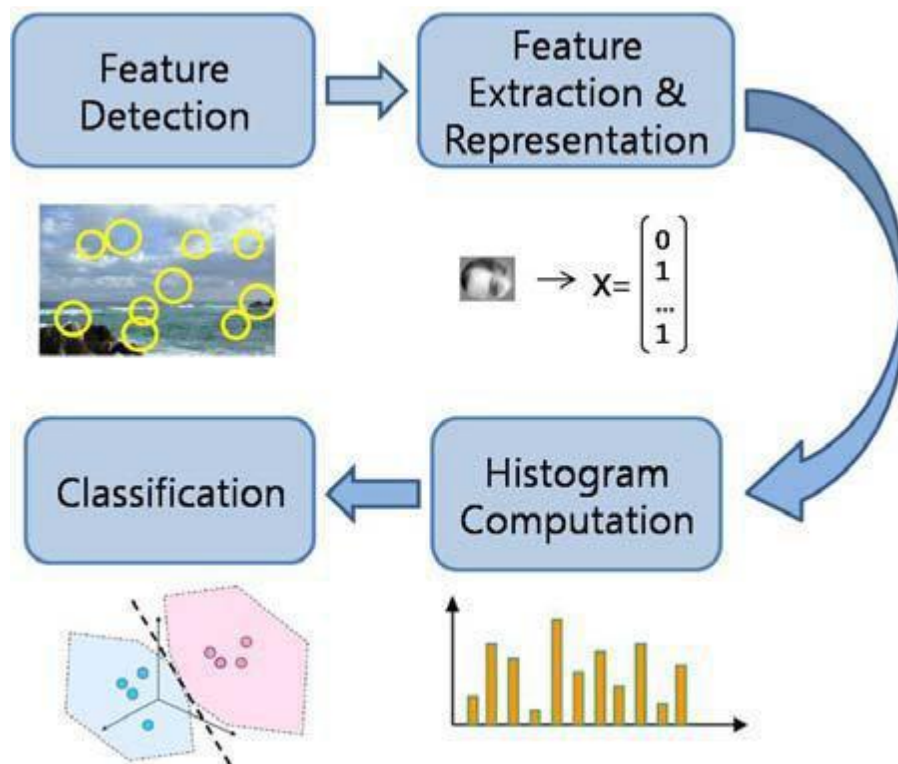 Feature
Detection
Feature
Extraction &
Representation
→ X=
0
1
...
1
Histogram
Computation
Classification